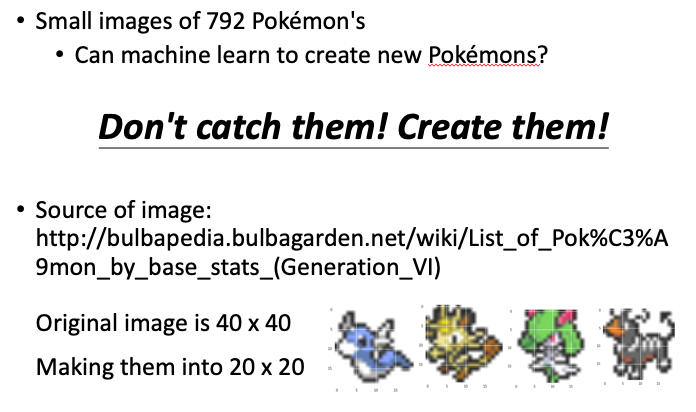 • Small images of 792 Pokémon's
• Can machine learn to create new Pokémons?
Don't catch them! Create them!
• Source of image:
http://bulbapedia.bulbagarden.net/wiki/List_of_Pok%C3%A
9mon_by_base_stats_(Generation_VI)
Original image is 40 x 40
Making them into 20 x 20